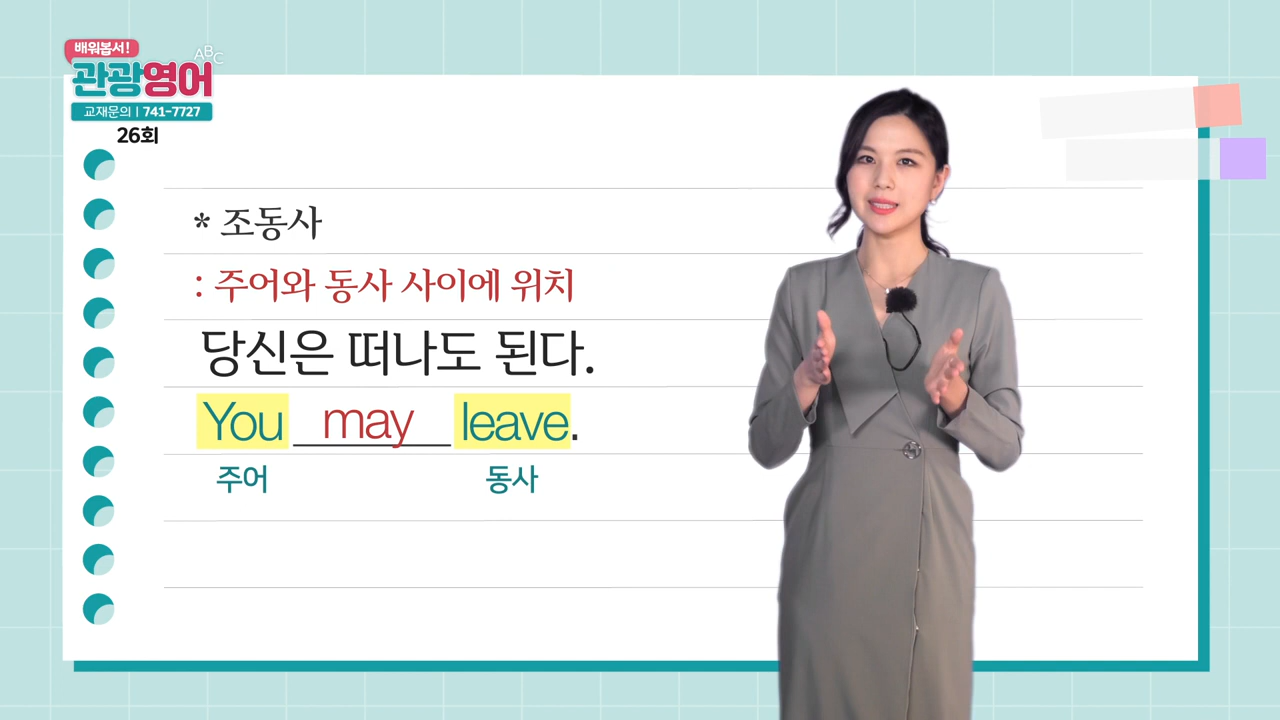 배워봅서!
ABC
관광영어
교재문의 | 741-7727
26회
* 조동사
: 주어와 동사 사이에 위치
당신은 떠나도 된다.
You may leave.
주어 동사